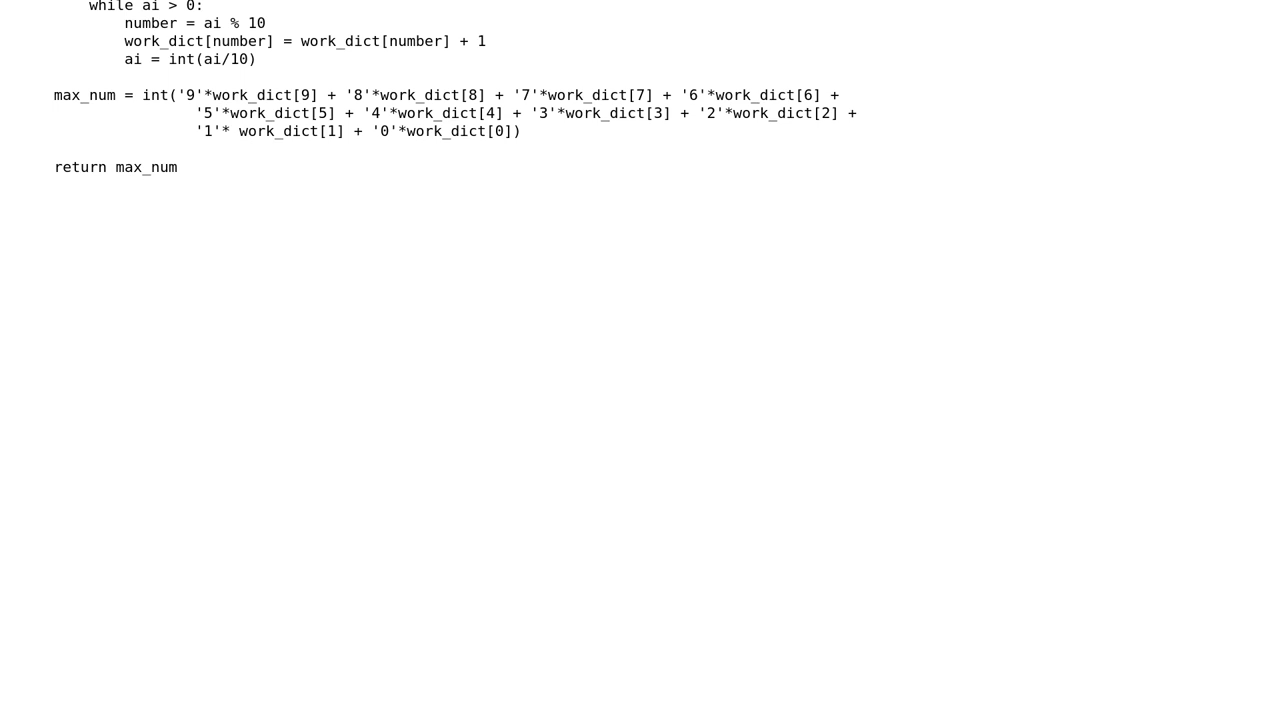 while ai > 0:
number = ai % 10
work_dict[number] = work_dict[number] + 1
ai = int(ai/10)
max_num = int('9'*work_dict[9] + '8'*work_dict[8] + '7'*work_dict[7] + '6'*work_dict[6] +
'5'*work_dict[5] + '4'*work_dict[4] + '3'*work_dict[3] + '2'*work_dict[2] +
'1'* work_dict[1] + '0'*work_dict[0])
return max_num